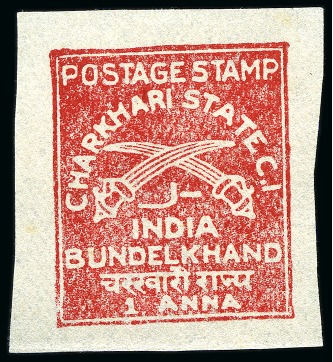 POSTAGE STAMP
CHARKHARI STATE C.I
INDIA
BUNDELKHAND
चरखारी राज्य
1 ANNA